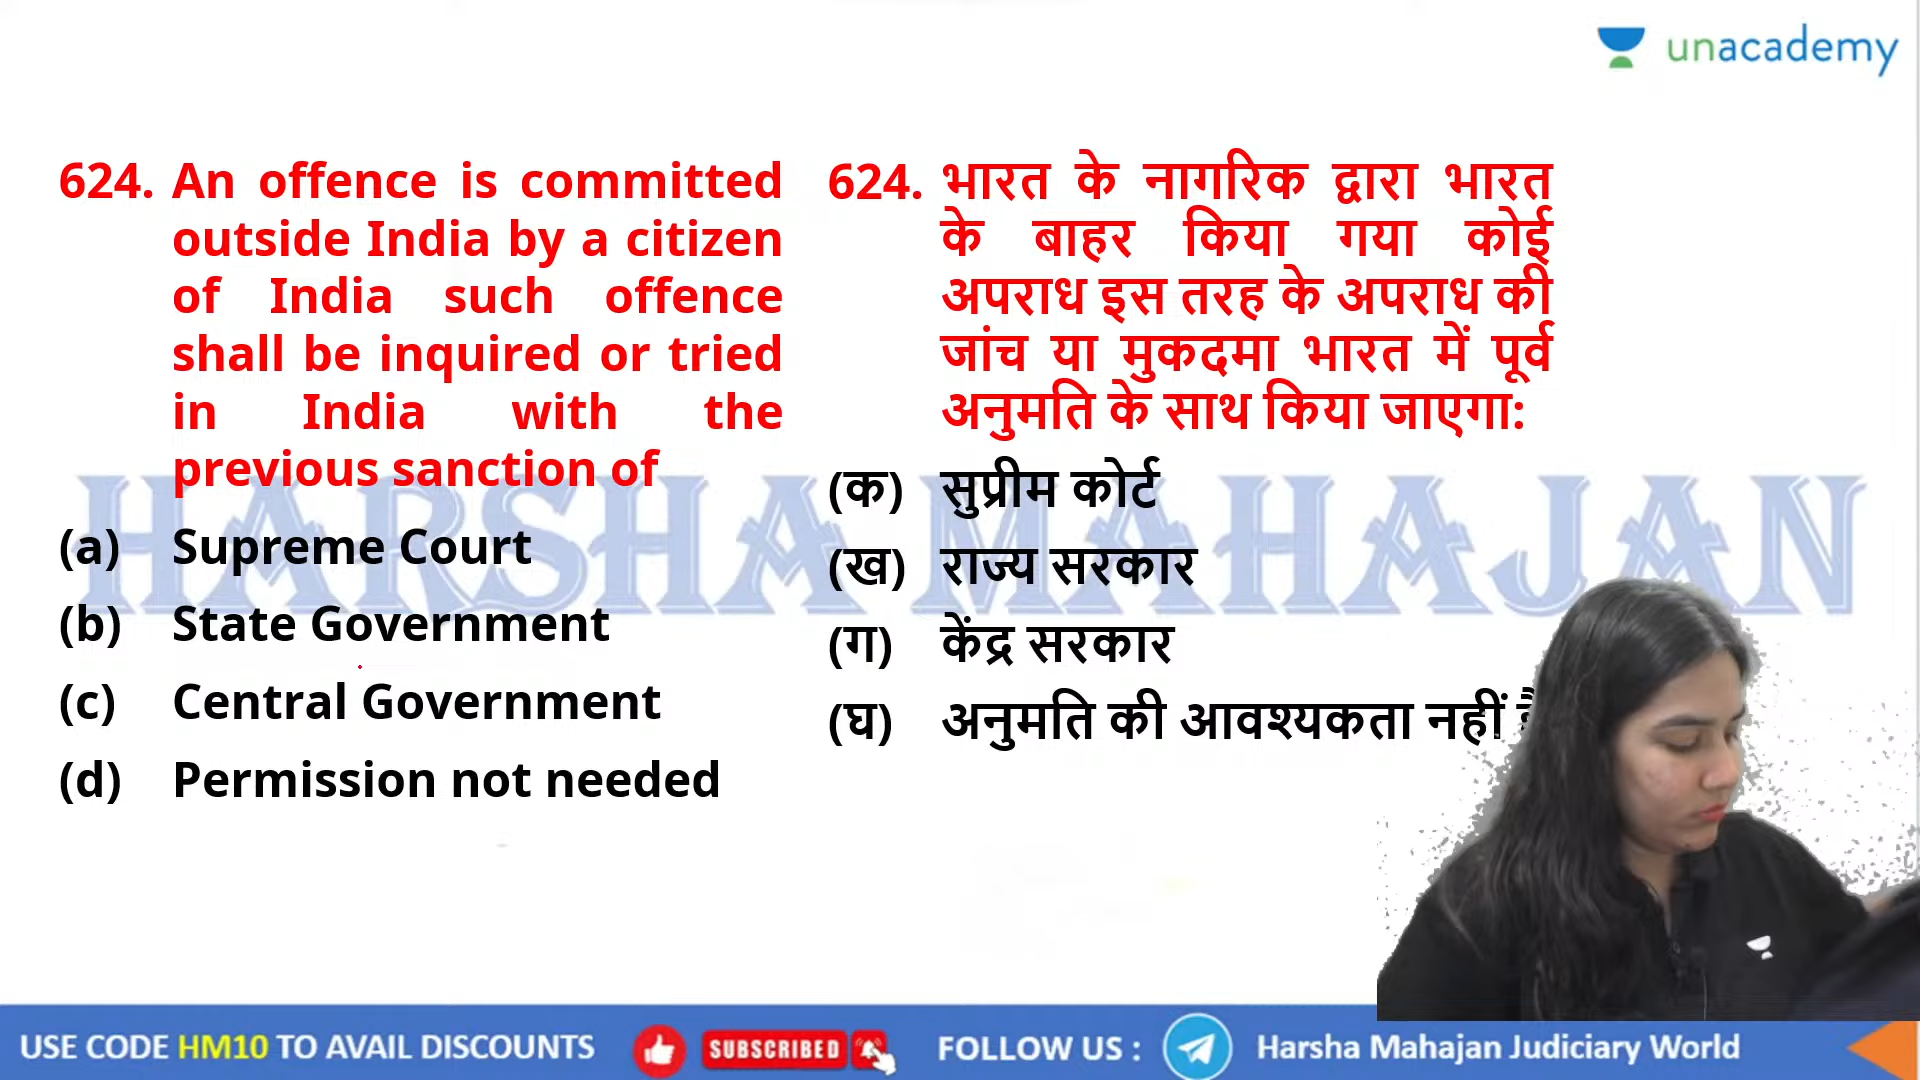 unacademy
624. An offence is committed
outside India by a citizen
of India such offence
shall be inquired or tried
in India with the
previous sanction of
(a) Supreme Court
(b) State Government
(c) Central Government
(d) Permission not needed
624. भारत के नागरिक द्वारा भारत
के बाहर किया गया कोई
अपराध इस तरह के अपराध की
जांच या मुकदमा भारत में पूर्व
अनुमति के साथ किया जाएगा:
(क) सुप्रीम कोर्ट
(ख) राज्य सरकार
(ग) केंद्र सरकार
(घ) अनुमति की आवश्यकता नहीं
HARSHA MAHAJAN
USE CODE HM10 TO AVAIL DISCOUNTS
SUBSCRIBED
FOLLOW US :
Harsha Mahajan Judiciary World